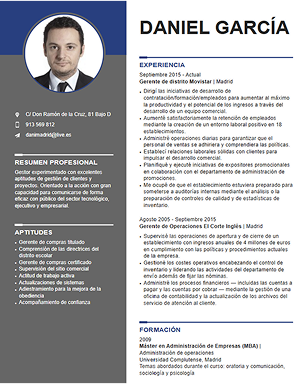 DANIEL GARCÍA
C/ Don Ramón de la Cruz, 81 Bajo D
913 569 812
danimadrid@live.es
RESUMEN PROFESIONAL
Gestor experimentado con excelentes
aptitudes de gestión de clientes y
proyectos. Orientado a la acción con gran
capacidad para comunicarse de forma
eficaz con público del sector tecnológico,
ejecutivo y empresarial.
APTITUDES
Gerente de compras titulado
Comprensión de las directrices del
distrito escolar
Gerente de compras certificado
Supervisión del sitio comercial
Actitud de trabajo activa
Actualizaciones de sistemas
Adiestramiento para la mejora de la
obediencia
Acompañamiento de confianza
EXPERIENCIA
Septiembre 2015 - Actual
Gerente de distrito Movistar | Madrid
Dirigí las iniciativas de desarrollo de
contratación/formación/empleados para aumentar al máximo
la productividad y el potencial de los ingresos a través del
desarrollo de un equipo comercial.
Aumenté satisfactoriamente la retención de empleados
mediante la creación de un entorno laboral positivo en 18
establecimientos.
Administré operaciones diarias para garantizar que el
personal de ventas se adhiriera y comprendiera las políticas.
Establecí relaciones laborales sólidas con clientes para
impulsar el desarrollo comercial.
Planifiqué y ejecuté iniciativas de expositores promocionales
en colaboración con el departamento de administración de
promociones.
Me ocupé de que el establecimiento estuviera preparado para
someterse a auditorías internas mediante el análisis o la
preparación de controles de calidad y de estadísticas de
inventario.
Agosto 2005 - Septiembre 2015
Gerente de Operaciones El Corte Inglés | Madrid
Supervisé las operaciones de apertura y de cierre de un
establecimiento con ingresos anuales de 4 millones de euros
en cumplimiento con las políticas y procedimientos actuales
de la empresa.
Gestioné los costes operativos encabezando el control de
inventario y liderando las actividades del departamento de
envío además de fijar las nóminas.
Administré los procesos financieros — incluidas las cuentas a
pagar y las cuentas por cobrar — mediante la gestión de una
oficina de contabilidad y la actualización de los archivos del
servicio de atención al cliente.
FORMACIÓN
2009
Máster en Administración de Empresas (MBA) |
Administración de operaciones
Universidad Complutense, Madrid
Temas abordados durante el curso: oratoria y comunicación,
sociología y psicología